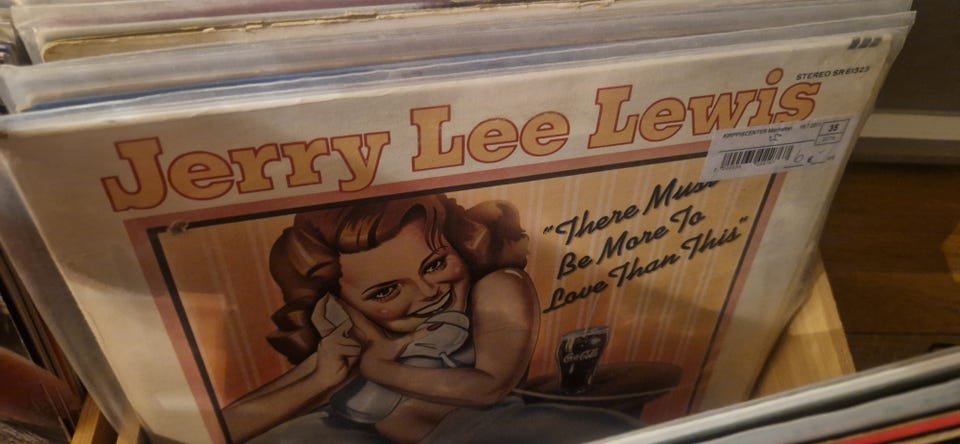 STEREO SR 61323
Jerry Lee Lewis
35
"There Must
Be More To
Love Than This"
Coca-Cola